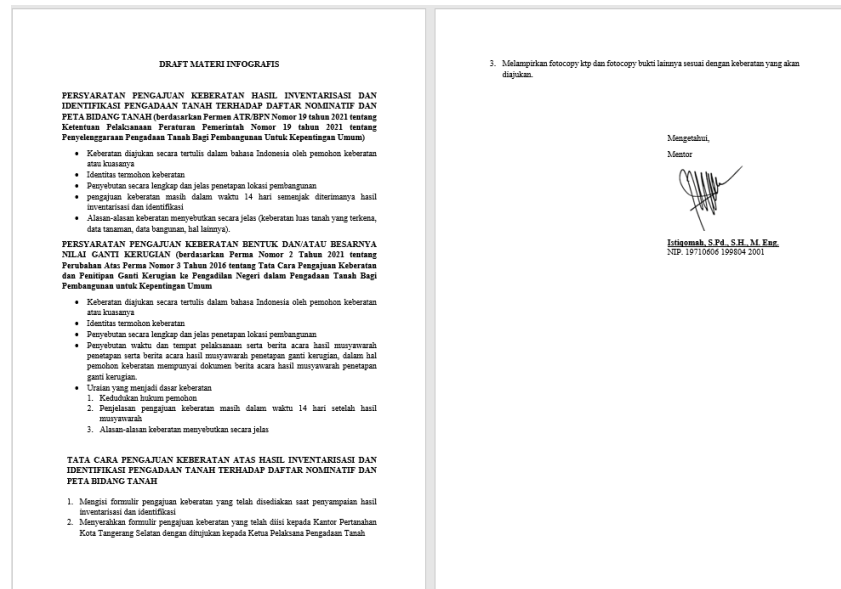 DRAFT MATERI INFOGRAFIS
PERSYARATAN PENGAJUAN KEBERATAN HASIL INVENTARISASI DAN
IDENTIFIKASI PENGADAAN TANAH TERHADAP DAFTAR NOMINATIF DAN
PETA BIDANG TANAH (berdasarkan Permen ATR/BPN Nomor 19 tahun 2021 tentang
Ketentuan Pelaksanaan Peraturan Pemerintah Nomor 19 tahun 2021 tentang
Penyelenggaraan Pengadaan Tanah Bagi Pembangunan Untuk Kepentingan Umum)
• Keberatan diajukan secara tertulis dalam bahasa Indonesia oleh pemohon keberatan
atau kuasanya
• Identitas termohon keberatan
• Penyebutan secara lengkap dan jelas penetapan lokasi pembangunan
• pengajuan keberatan masih dalam waktu 14 hari semenjak diterimanya hasil
inventarisasi dan identifikasi
• Alasan-alasan keberatan menyebutkan secara jelas (keberatan luas tanah yang terkena,
data tanaman, data bangunan, hal lainnya).
PERSYARATAN PENGAJUAN KEBERATAN BENTUK DAN/ATAU BESARNYA
NILAI GANTI KERUGIAN (berdasarkan Perma Nomor 2 Tahun 2021 tentang
Perubahan Atas Perma Nomor 3 Tahun 2016 tentang Tata Cara Pengajuan Keberatan
dan Penitipan Ganti Kerugian ke Pengadilan Negeri dalam Pengadaan Tanah Bagi
Pembangunan untuk Kepentingan Umum
• Keberatan diajukan secara tertulis dalam bahasa Indonesia oleh pemohon keberatan
atau kuasanya
• Identitas termohon keberatan
• Penyebutan secara lengkap dan jelas penetapan lokasi pembangunan
• Penyebutan waktu dan tempat pelaksanaan serta berita acara hasil musyawarah
penetapan serta berita acara hasil musyawarah penetapan ganti kerugian, dalam hal
pemohon keberatan mempunyai dokumen berita acara hasil musyawarah penetapan
ganti kerugian.
• Uraian yang menjadi dasar keberatan
1. Kedudukan hukum pemohon
2. Penjelasan pengajuan keberatan masih dalam waktu 14 hari setelah hasil
musyawarah
3. Alasan-alasan keberatan menyebutkan secara jelas
TATA CARA PENGAJUAN KEBERATAN ATAS HASIL INVENTARISASI DAN
IDENTIFIKASI PENGADAAN TANAH TERHADAP DAFTAR NOMINATIF DAN
PETA BIDANG TANAH
1. Mengisi formulir pengajuan keberatan yang telah disediakan saat penyampaian hasil
inventarisasi dan identifikasi
2. Menyerahkan formulir pengajuan keberatan yang telah diisi kepada Kantor Pertanahan
Kota Tangerang Selatan dengan ditujukan kepada Ketua Pelaksana Pengadaan Tanah
3. Melampirkan fotocopy ktp dan fotocopy bukti lainnya sesuai dengan keberatan yang akan
diajukan.
Mengetahui,
Mentor
Istiqomah, S.Pd., S.H., M. Eng.
NIP. 19710606 199804 2001